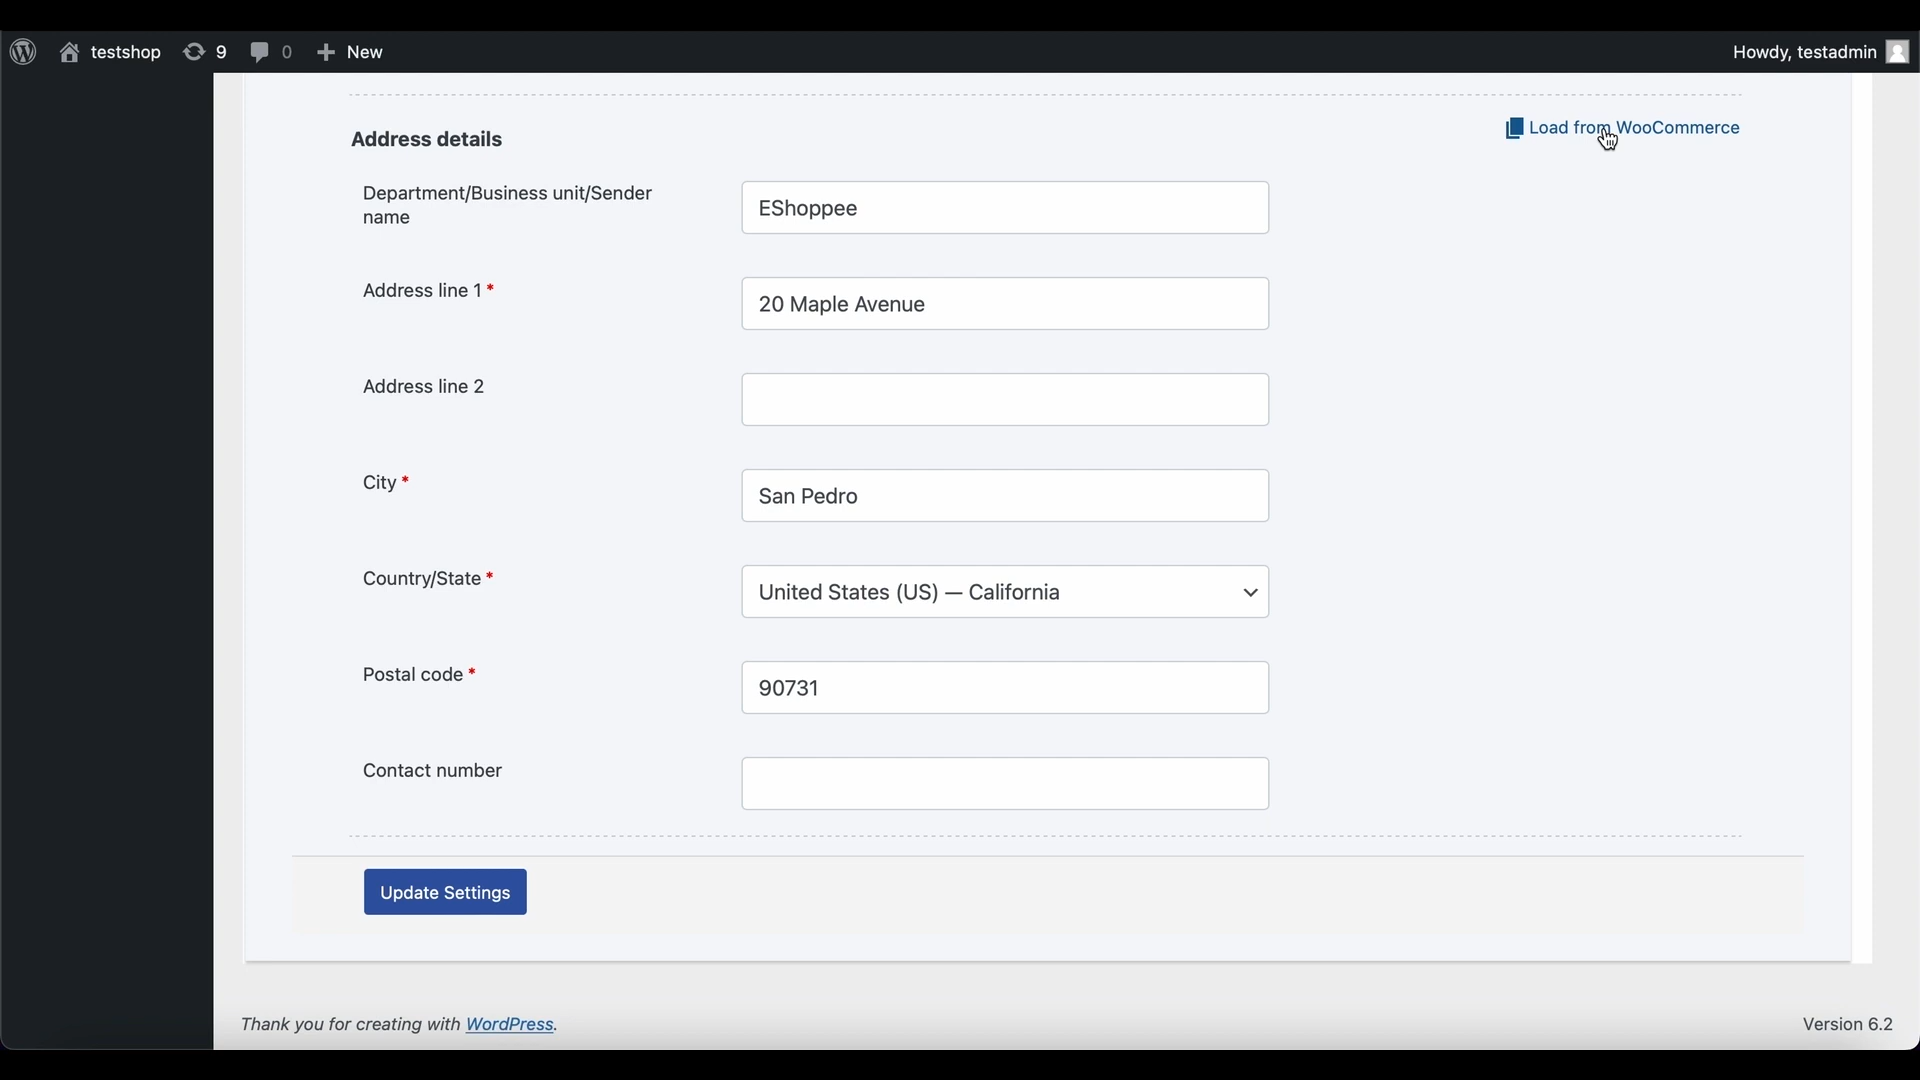 testshop 9 0 New Howdy, testadmin
Address details
Load from WooCommerce
Department/Business unit/Sender
name
EShoppee
Address line 1 *
20 Maple Avenue
Address line 2
City *
San Pedro
Country/State *
United States (US) — California
Postal code *
90731
Contact number
Update Settings
Thank you for creating with WordPress.
Version 6.2